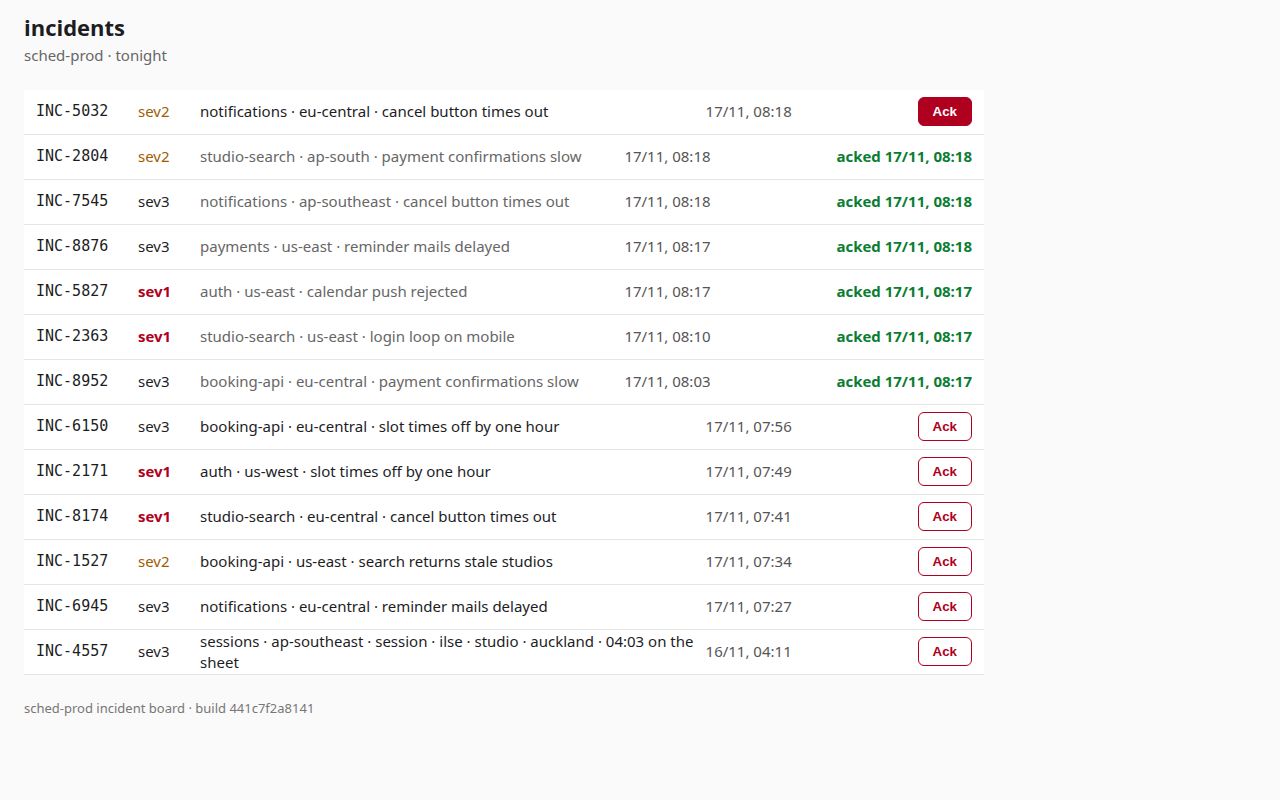 incidents
sched-prod · tonight
INC-5032 sev2 notifications · eu-central · cancel button times out 17/11, 08:18 Ack
INC-2804 sev2 studio-search · ap-south · payment confirmations slow 17/11, 08:18 acked 17/11, 08:18
INC-7545 sev3 notifications · ap-southeast · cancel button times out 17/11, 08:18 acked 17/11, 08:18
INC-8876 sev3 payments · us-east · reminder mails delayed 17/11, 08:17 acked 17/11, 08:18
INC-5827 sev1 auth · us-east · calendar push rejected 17/11, 08:17 acked 17/11, 08:17
INC-2363 sev1 studio-search · us-east · login loop on mobile 17/11, 08:10 acked 17/11, 08:17
INC-8952 sev3 booking-api · eu-central · payment confirmations slow 17/11, 08:03 acked 17/11, 08:17
INC-6150 sev3 booking-api · eu-central · slot times off by one hour 17/11, 07:56 Ack
INC-2171 sev1 auth · us-west · slot times off by one hour 17/11, 07:49 Ack
INC-8174 sev1 studio-search · eu-central · cancel button times out 17/11, 07:41 Ack
INC-1527 sev2 booking-api · us-east · search returns stale studios 17/11, 07:34 Ack
INC-6945 sev3 notifications · eu-central · reminder mails delayed 17/11, 07:27 Ack
INC-4557 sev3 sessions · ap-southeast · session · ilse · studio · auckland · 04:03 on the
sheet 16/11, 04:11 Ack
sched-prod incident board · build 441c7f2a8141